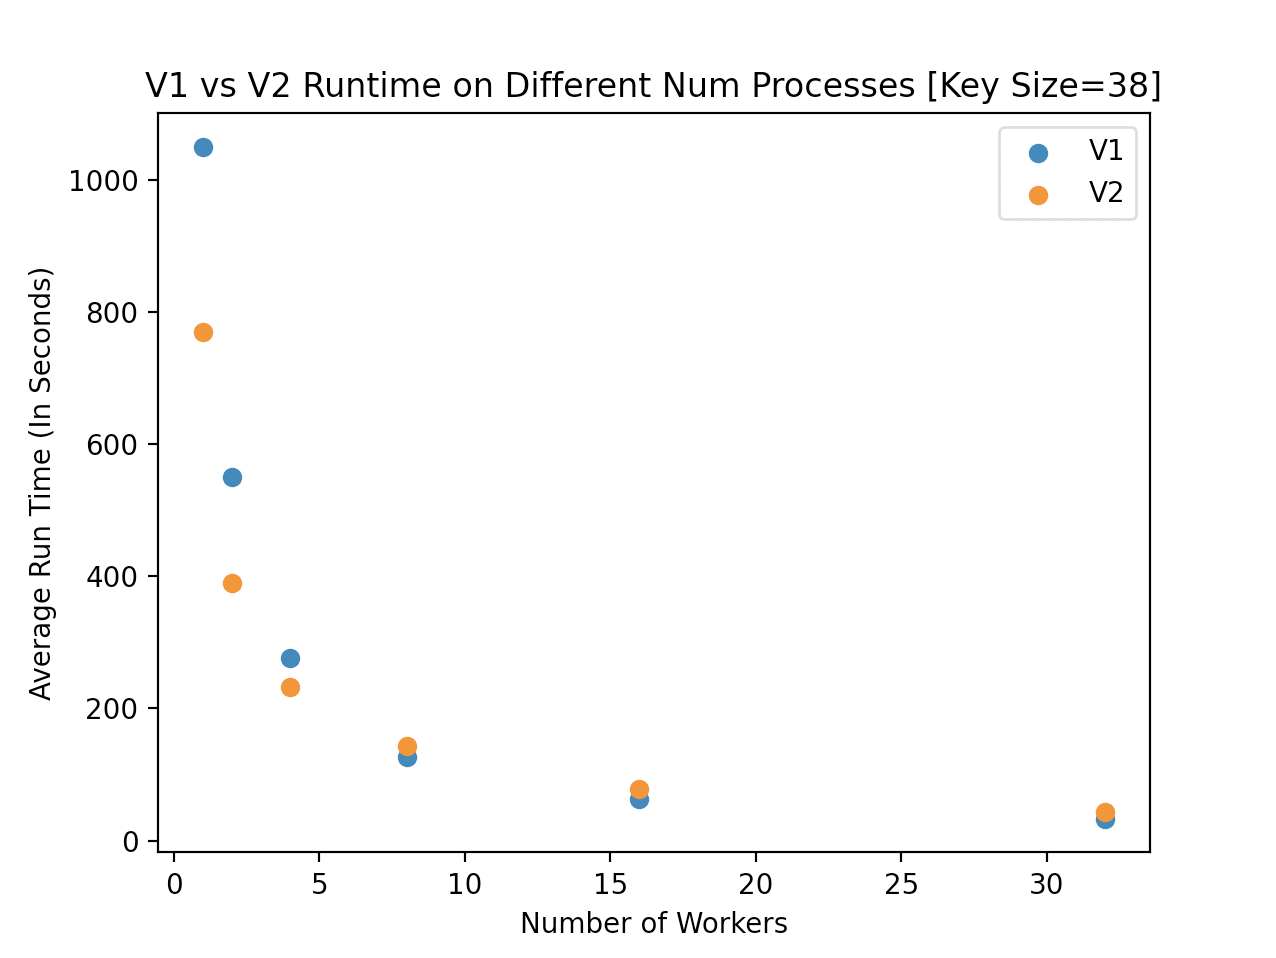 V1 vs V2 Runtime on Different Num Processes [Key Size=38]
V1
V2
Average Run Time (In Seconds)
1000
800
600
400
200
0
0 5 10 15 20 25 30
Number of Workers